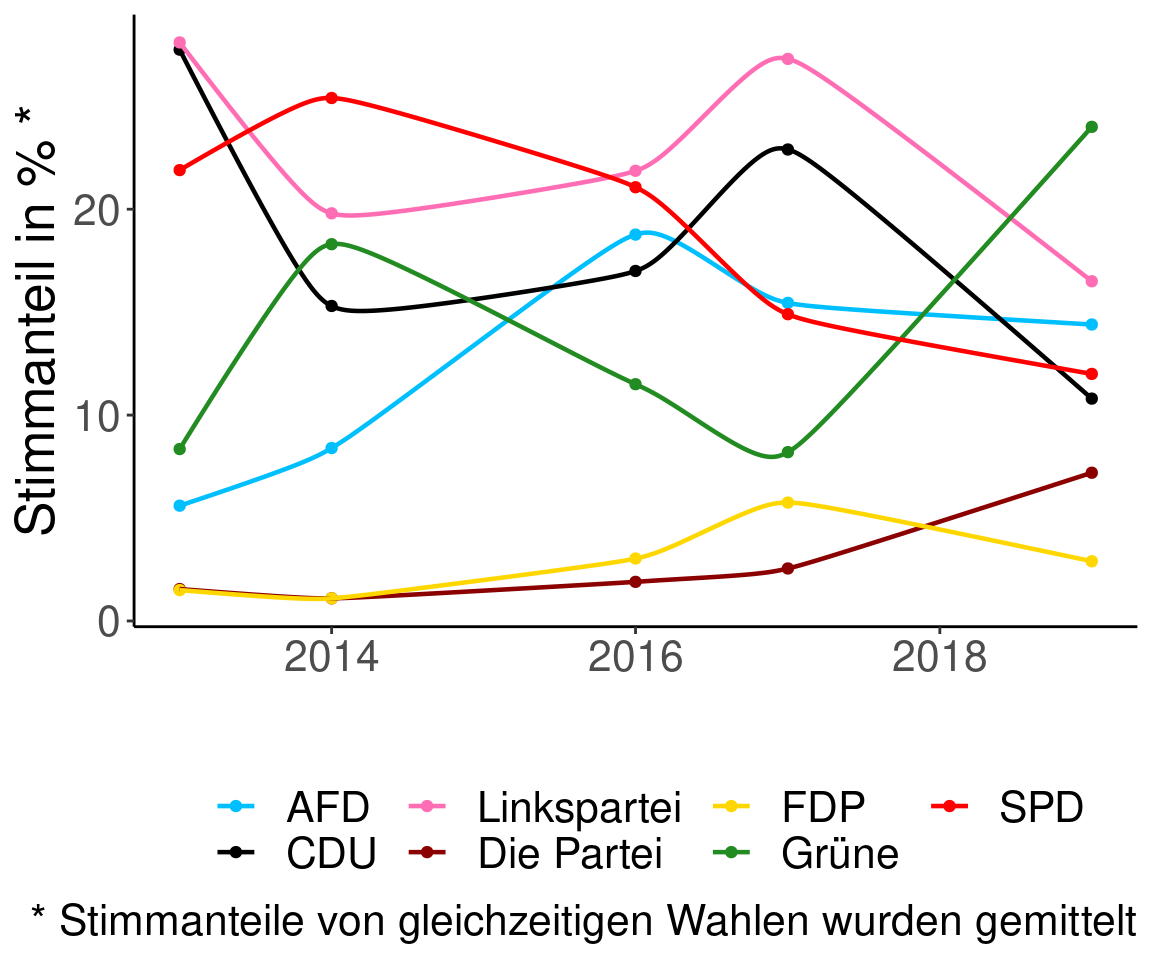 Stimmanteil in % *
20
10
0
2014 2016 2018
AFD Linkspartei FDP SPD
CDU Die Partei Grüne
* Stimmanteile von gleichzeitigen Wahlen wurden gemittelt